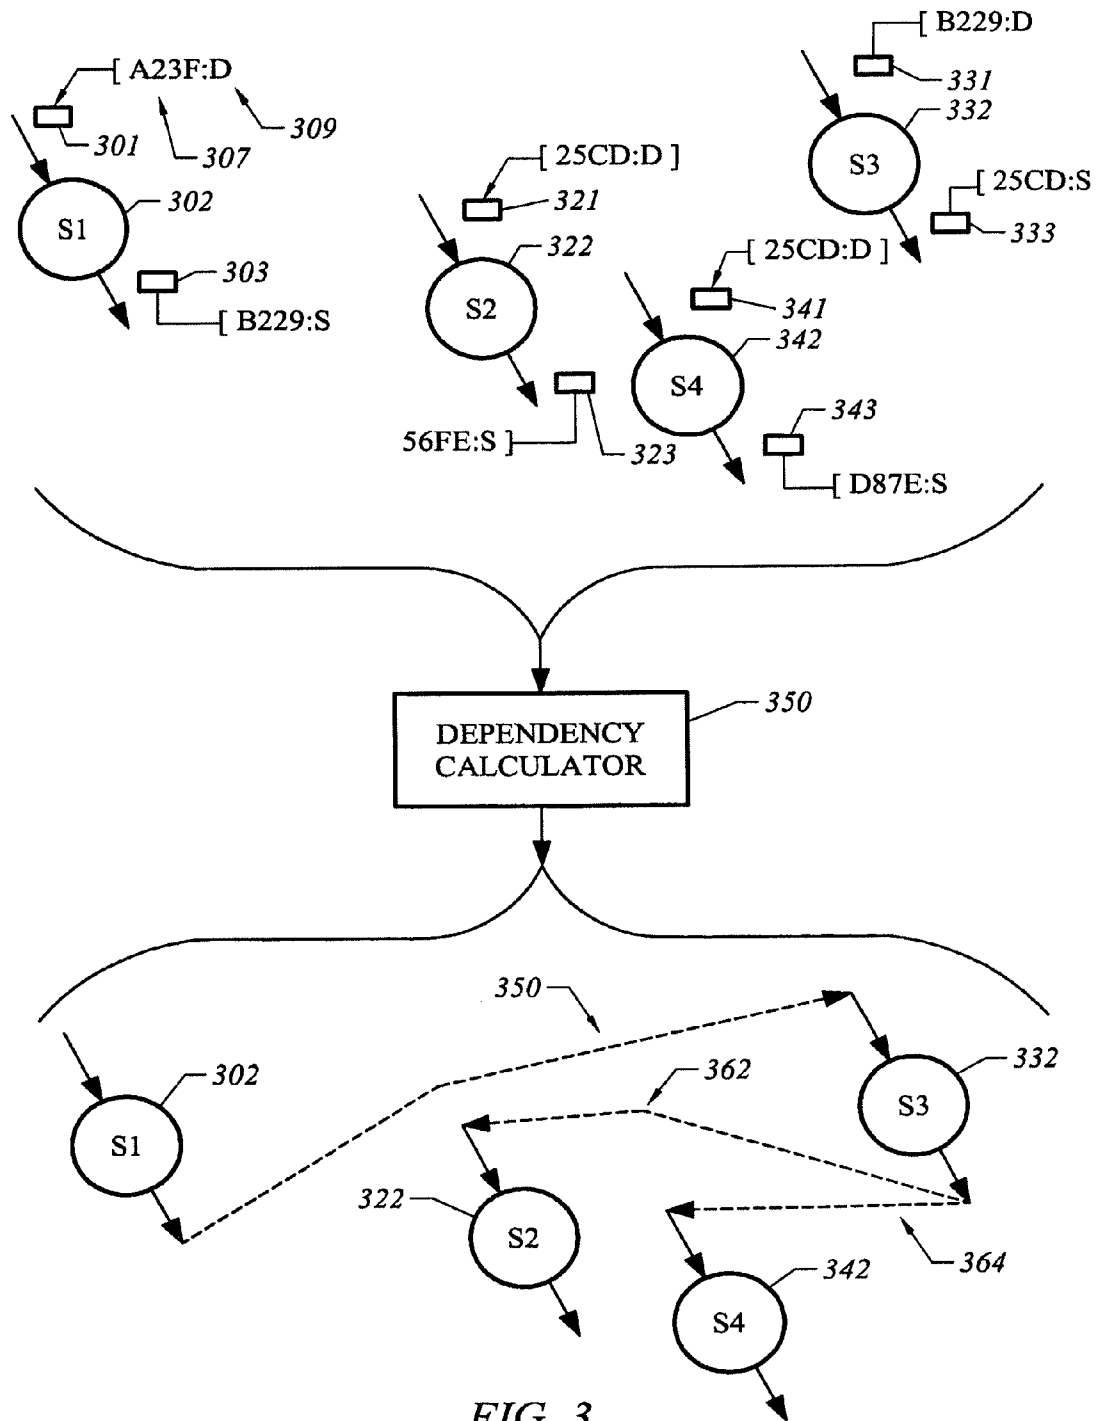 [ B229:D
[ A23F:D
331
332
301
309
307
[ 25CD:D ]
S3
[ 25CD:S
302
321
333
S1
322
[ 25CD:D ]
303
S2
341
[ B229:S
342
S4
343
56FE:S ]
323
[ D87E:S
350
DEPENDENCY
CALCULATOR
350
302
362
332
S3
S1
322
S2
364
342
S4
FIG. 3